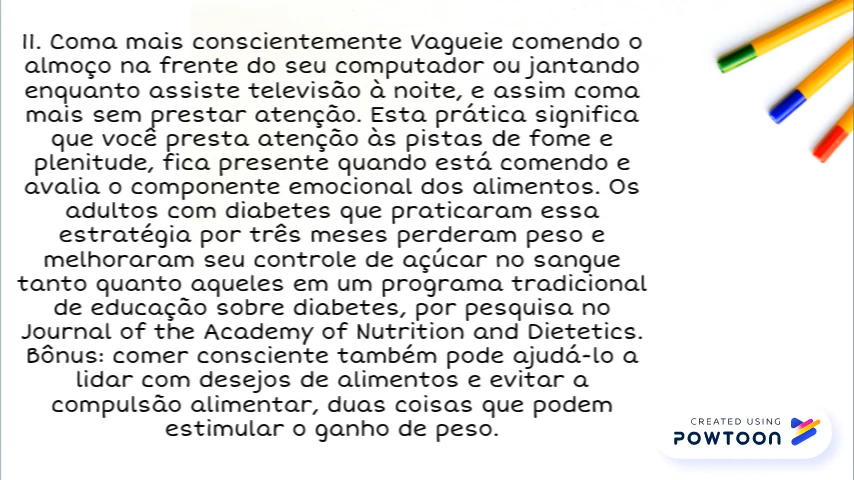 II. Coma mais conscientemente Vagueie comendo o
almoço na frente do seu computador ou jantando
enquanto assiste televisão à noite, e assim coma
mais sem prestar atenção. Esta prática significa
que você presta atenção às pistas de fome e
plenitude, fica presente quando está comendo e
avalia o componente emocional dos alimentos. Os
adultos com diabetes que praticaram essa
estratégia por três meses perderam peso e
melhoraram seu controle de açúcar no sangue
tanto quanto aqueles em um programa tradicional
de educação sobre diabetes, por pesquisa no
Journal of the Academy of Nutrition and Dietetics.
Bônus: comer consciente também pode ajudá-lo a
lidar com desejos de alimentos e evitar a
compulsão alimentar, duas coisas que podem
estimular o ganho de peso.
CREATED USING
POWTOON